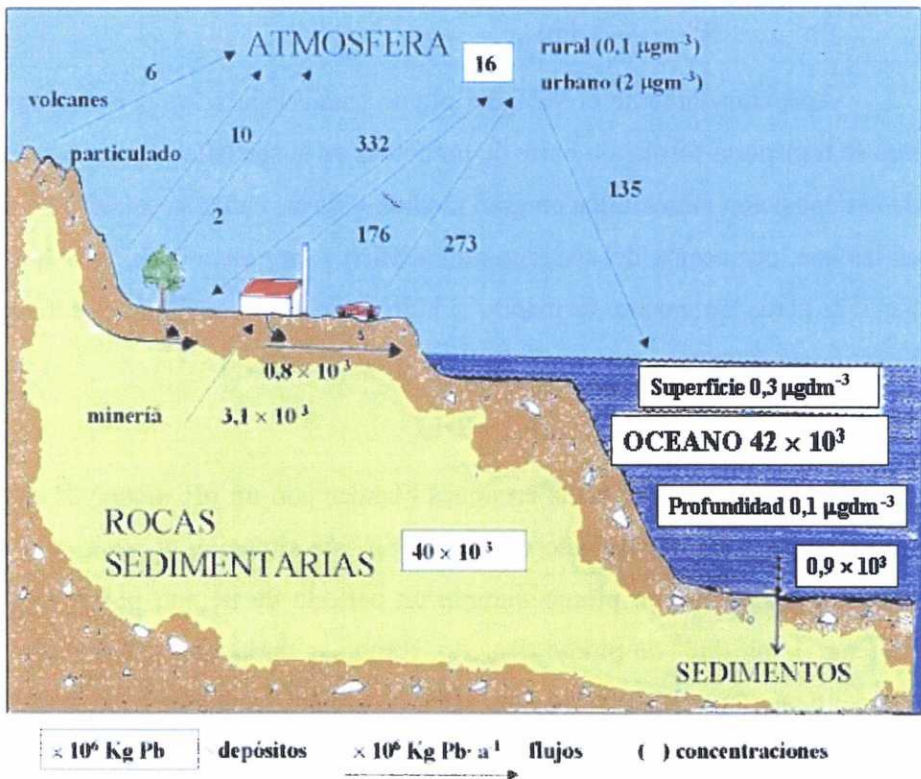 ATMOSFERA
16
rural (0,1 µgm⁻³)
urbano (2 µgm⁻³)
6
volcanes
10
332
particulado
135
2
176
273
0,8 × 10³
minería
3,1 × 10³
Superficie 0,3 µgdm⁻³
OCEANO 42 × 10³
Profundidad 0,1 µgdm⁻³
ROCAS
SEDIMENTARIAS
40 × 10³
0,9 × 10³
SEDIMENTOS
× 10⁶ Kg Pb depósitos × 10⁶ Kg Pb· a⁻¹ flujos ( ) concentraciones